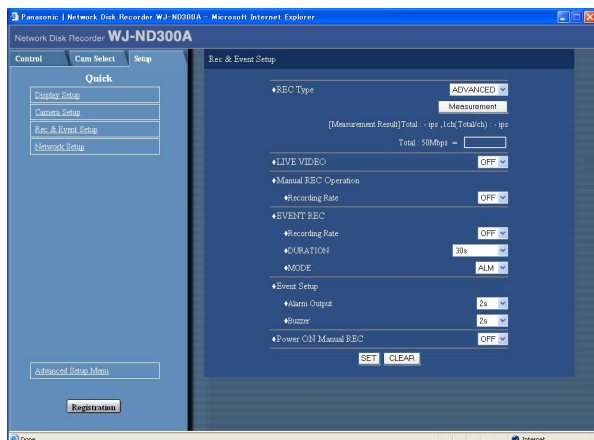 Panasonic | Network Disk Recorder WJ-ND300A - Microsoft Internet Explorer
Network Disk Recorder WJ-ND300A
Control Cam Select Setup
Quick
Display Setup
Camera Setup
Rec & Event Setup
Network Setup
Advanced Setup Menu
Registration
Rec & Event Setup
♦REC Type ADVANCED
Measurement
[Measurement Result]Total : - ips ,1ch(Total/ch) : - ips
Total : 50Mbps =
♦LIVE VIDEO OFF
♦Manual REC Operation
♦Recording Rate OFF
♦EVENT REC
♦Recording Rate OFF
♦DURATION 30s
♦MODE ALM
♦Event Setup
♦Alarm Output 2s
♦Buzzer 2s
♦Power ON Manual REC OFF
SET CLEAR
Done Internet